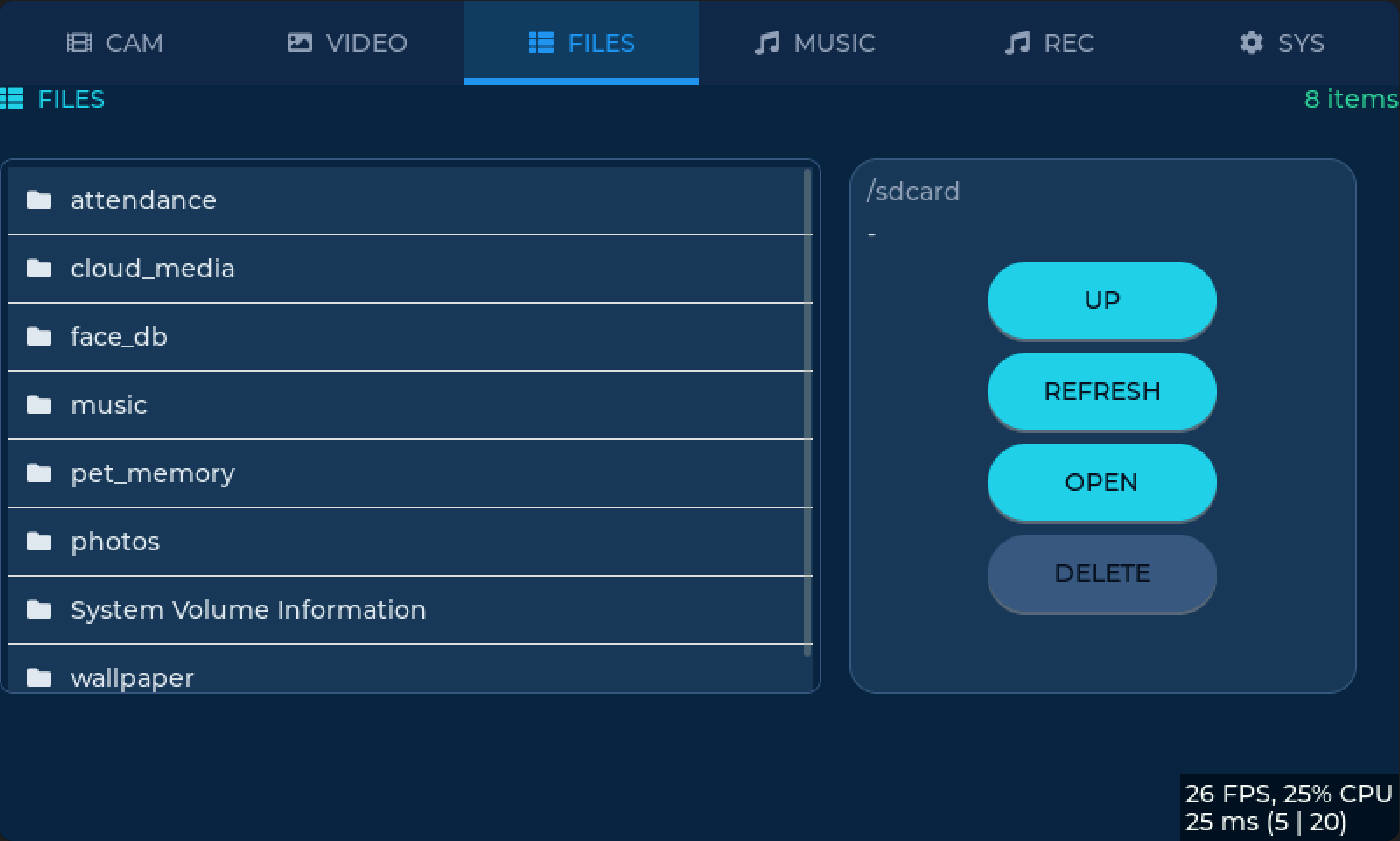 CAM VIDEO FILES MUSIC REC SYS
FILES 8 items
attendance
cloud_media
face_db
music
pet_memory
photos
System Volume Information
wallpaper
/sdcard
-
UP
REFRESH
OPEN
DELETE
26 FPS, 25% CPU
25 ms (5 | 20)